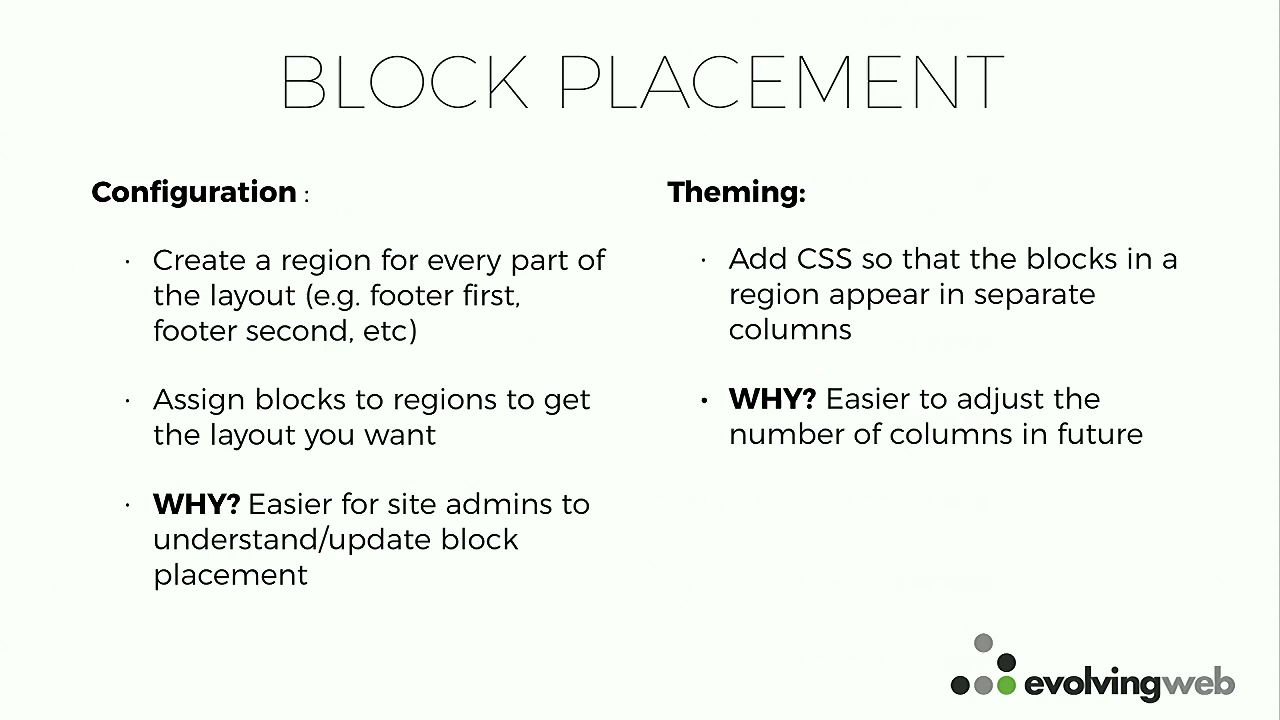 BLOCK PLACEMENT
Configuration :
· Create a region for every part of
the layout (e.g. footer first,
footer second, etc)
· Assign blocks to regions to get
the layout you want
· WHY? Easier for site admins to
understand/update block
placement
Theming:
· Add CSS so that the blocks in a
region appear in separate
columns
· WHY? Easier to adjust the
number of columns in future
evolvingweb